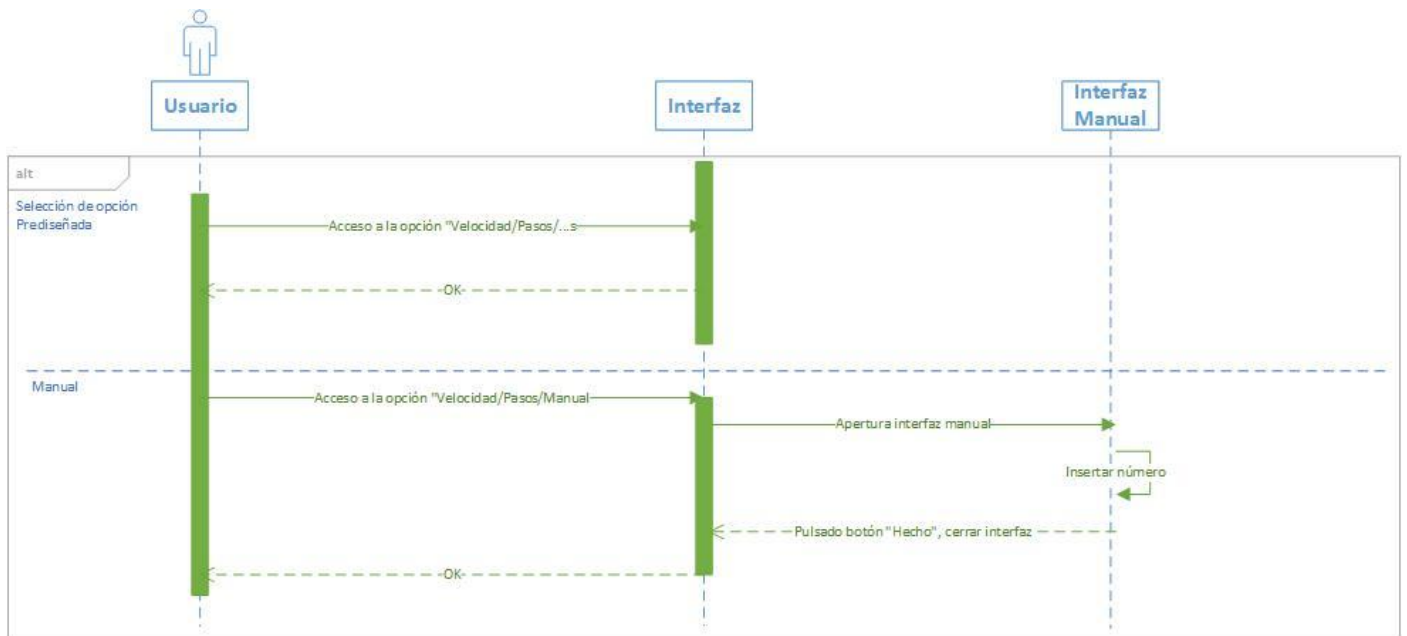 Usuario
Interfaz
Interfaz
Manual
alt
Selección de opción
Prediseñada
Acceso a la opción "Velocidad/Pasos/...s
OK
Manual
Acceso a la opción "Velocidad/Pasos/Manual
Apertura interfaz manual
Insertar número
Pulsado botón "Hecho", cerrar interfaz
OK